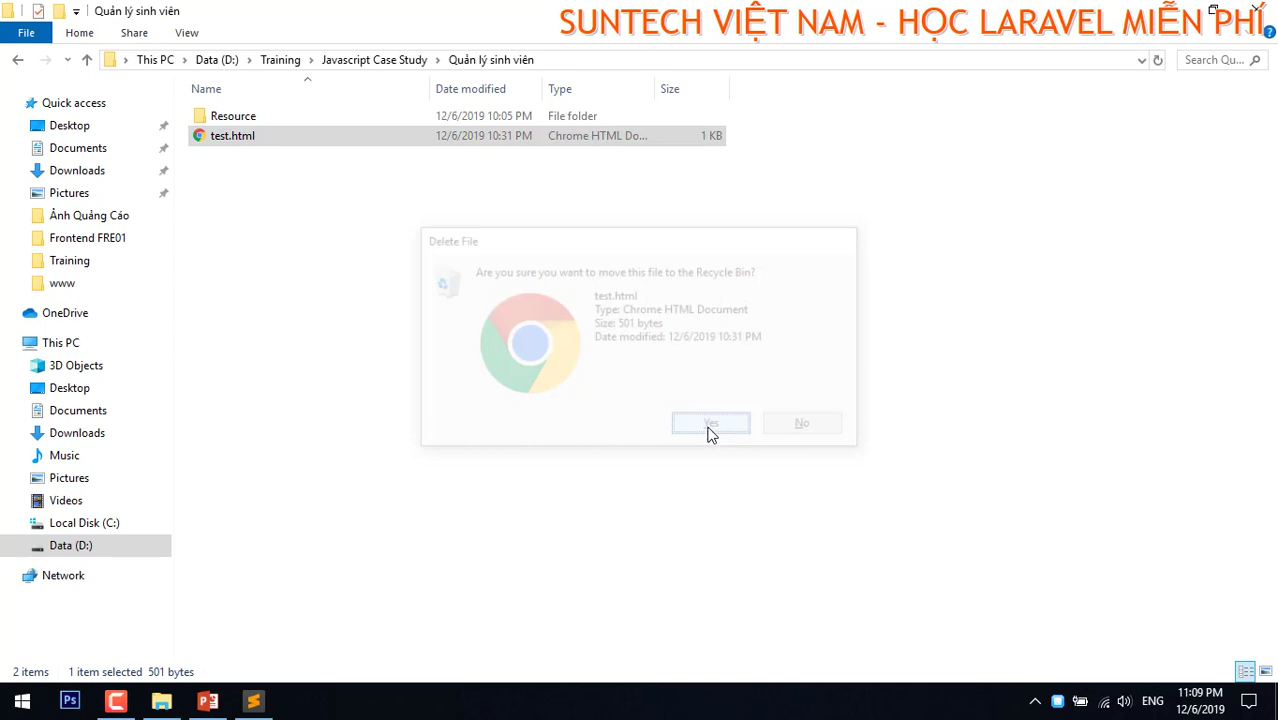 Quản lý sinh viên
SUNTECH VIỆT NAM - HỌC LARAVEL MIỄN PHÍ
File Home Share View
This PC Data (D:) Training Javascript Case Study Quản lý sinh viên
Search Qu...
Name Date modified Type Size
Resource 12/6/2019 10:05 PM File folder
test.html 12/6/2019 10:31 PM Chrome HTML Do... 1 KB
Quick access
Desktop
Documents
Downloads
Pictures
Ảnh Quảng Cáo
Frontend FRE01
Training
www
OneDrive
This PC
3D Objects
Desktop
Documents
Downloads
Music
Pictures
Videos
Local Disk (C:)
Data (D:)
Network
Delete File
Are you sure you want to move this file to the Recycle Bin?
test.html
Type: Chrome HTML Document
Size: 501 bytes
Date modified: 12/6/2019 10:31 PM
Yes No
2 items 1 item selected 501 bytes
Ps
ENG
11:09 PM
12/6/2019